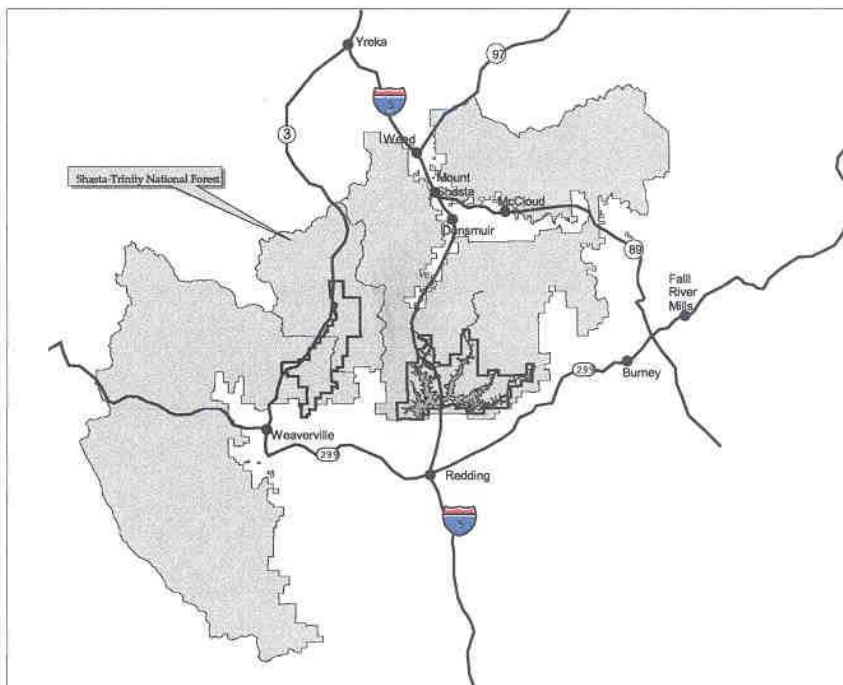 Yreka
97
5
3
Weed
Shasta-Trinity National Forest
Mount
Shasta
McCloud
Dunsmuir
89
Falll
River
Mills
299
Burney
Weaverville
299
Redding
5